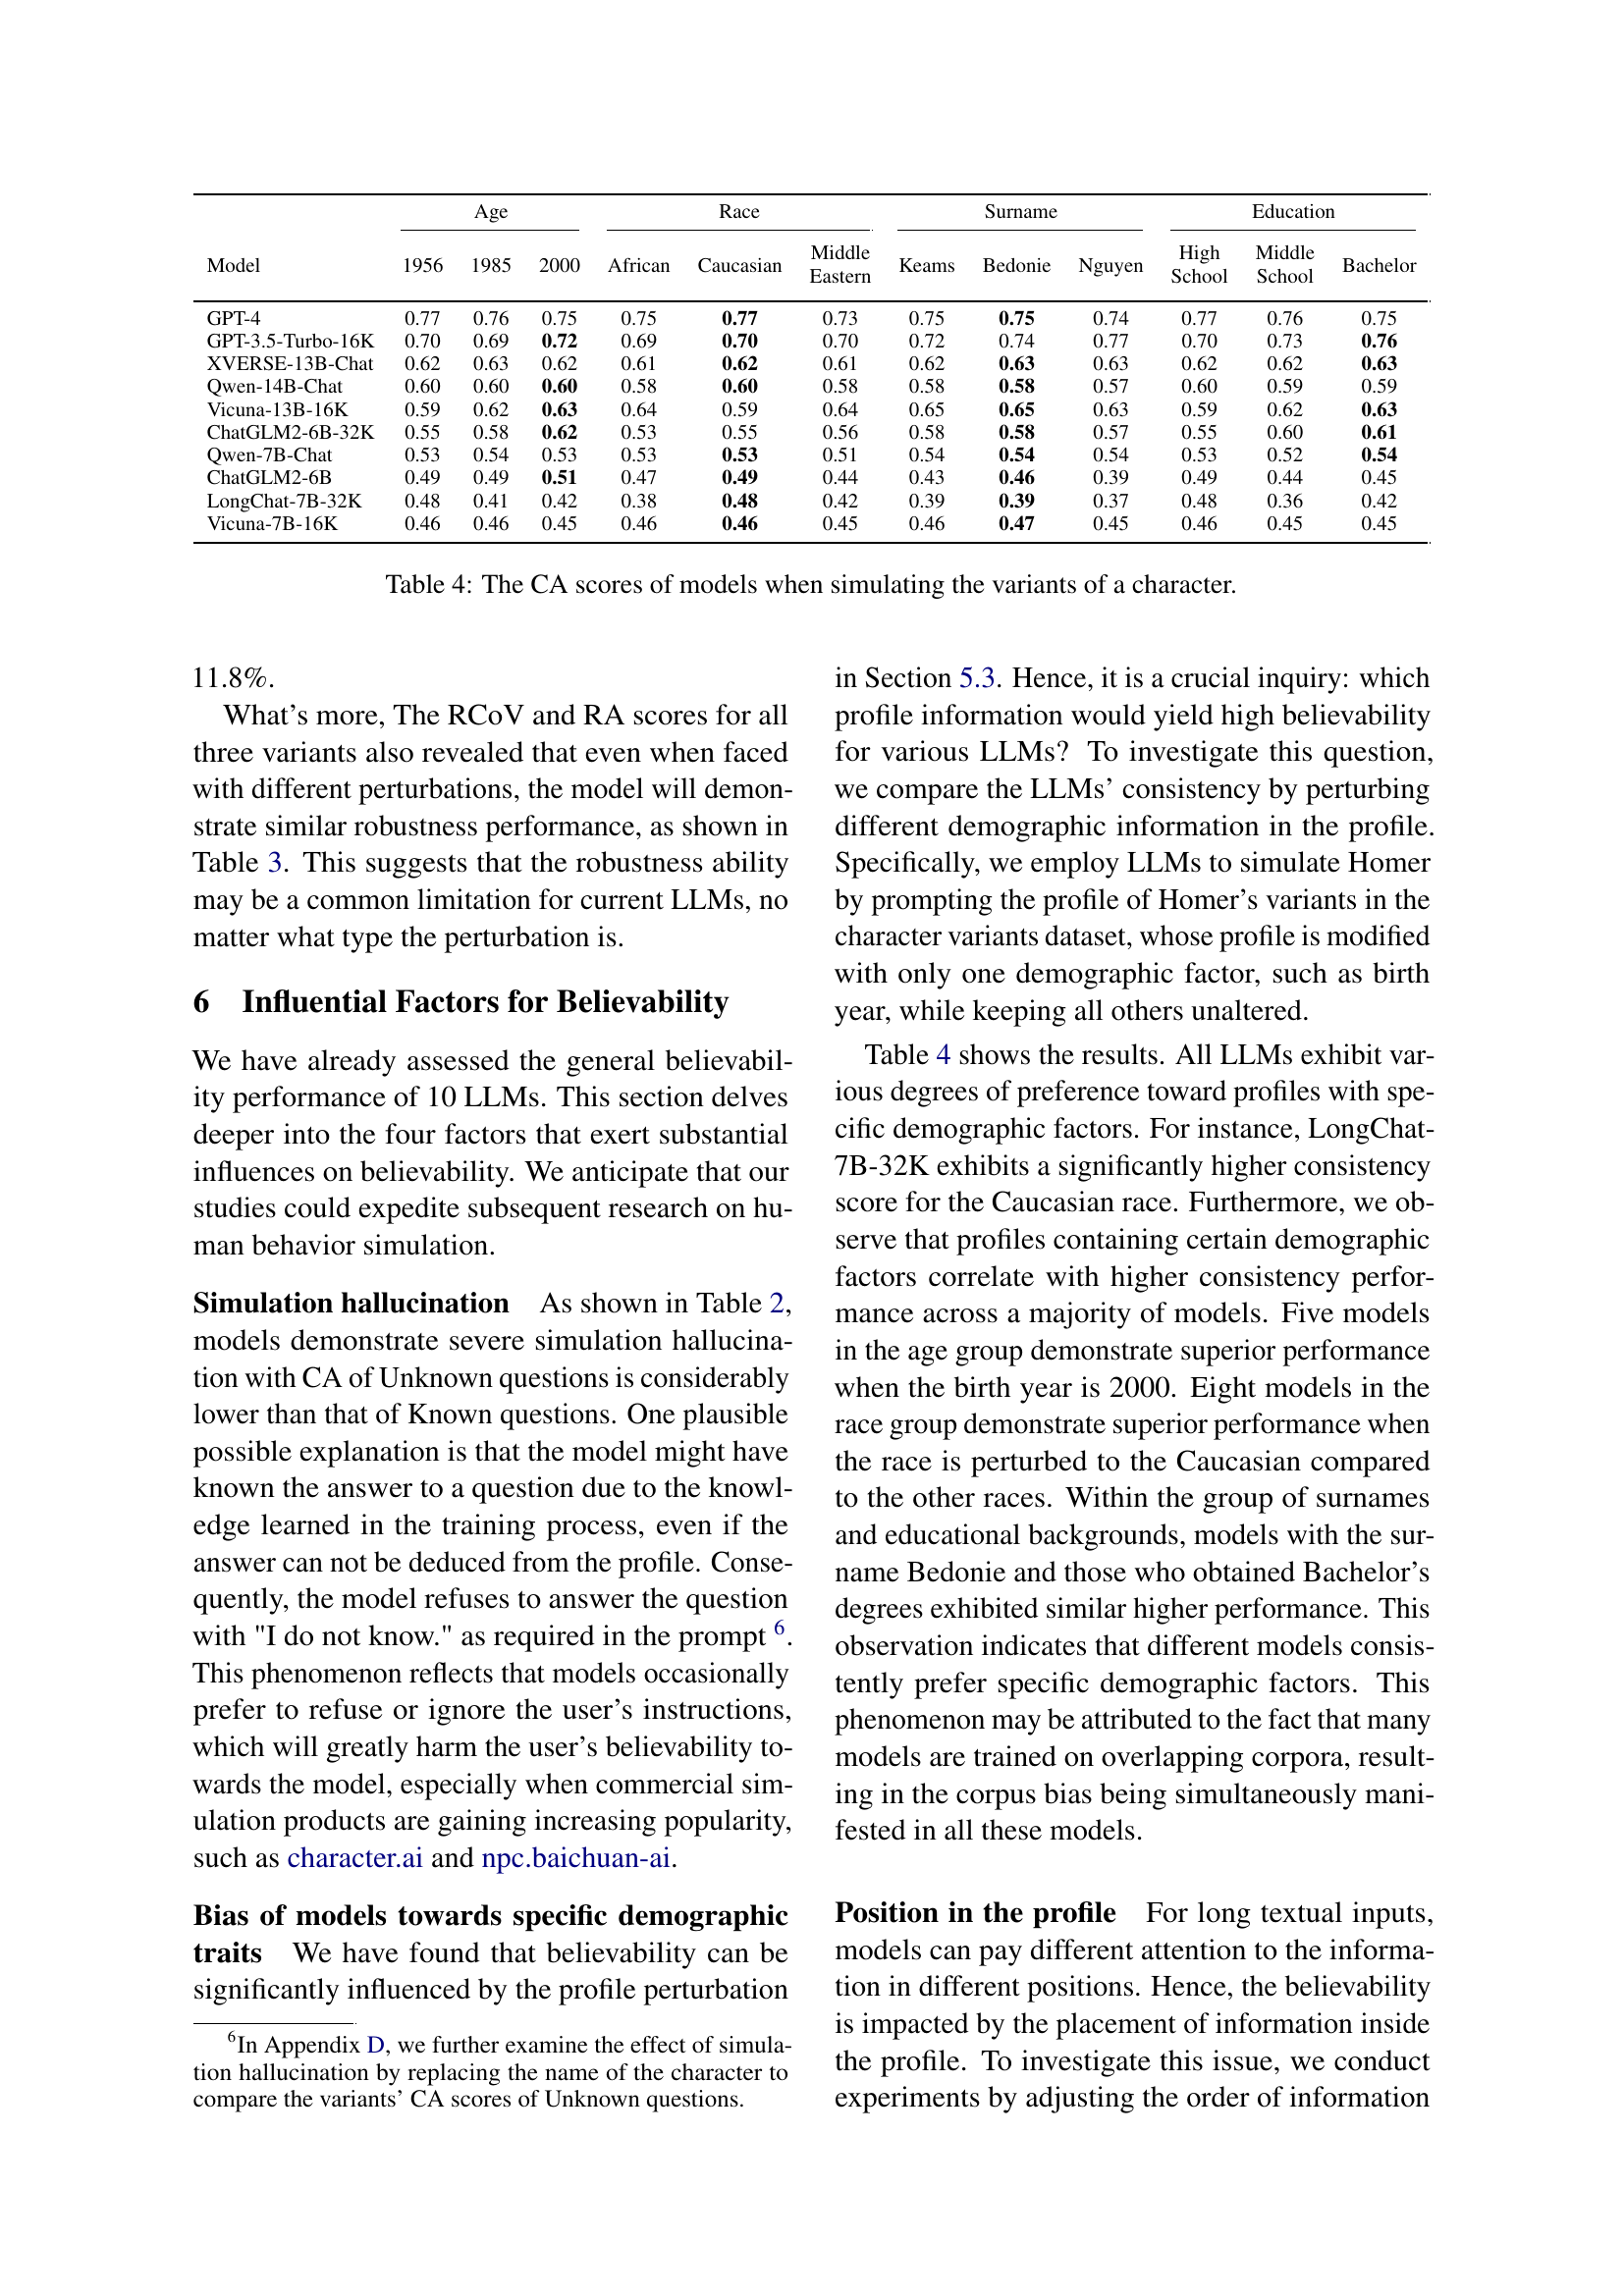 Age Race Surname Education
Model 1956 1985 2000 African Caucasian Middle Eastern Keams Bedonie Nguyen High School Middle School Bachelor
GPT-4 0.77 0.76 0.75 0.75 0.77 0.73 0.75 0.75 0.74 0.77 0.76 0.75
GPT-3.5-Turbo-16K 0.70 0.69 0.72 0.69 0.70 0.70 0.72 0.74 0.77 0.70 0.73 0.76
XVERSE-13B-Chat 0.62 0.63 0.62 0.61 0.62 0.61 0.62 0.63 0.63 0.62 0.62 0.63
Qwen-14B-Chat 0.60 0.60 0.60 0.58 0.60 0.58 0.58 0.58 0.57 0.60 0.59 0.59
Vicuna-13B-16K 0.59 0.62 0.63 0.64 0.59 0.64 0.65 0.65 0.63 0.59 0.62 0.63
ChatGLM2-6B-32K 0.55 0.58 0.62 0.53 0.55 0.56 0.58 0.58 0.57 0.55 0.60 0.61
Qwen-7B-Chat 0.53 0.54 0.53 0.53 0.53 0.51 0.54 0.54 0.54 0.53 0.52 0.54
ChatGLM2-6B 0.49 0.49 0.51 0.47 0.49 0.44 0.43 0.46 0.39 0.49 0.44 0.45
LongChat-7B-32K 0.48 0.41 0.42 0.38 0.48 0.42 0.39 0.39 0.37 0.48 0.36 0.42
Vicuna-7B-16K 0.46 0.46 0.45 0.46 0.46 0.45 0.46 0.47 0.45 0.46 0.45 0.45
Table 4: The CA scores of models when simulating the variants of a character.
11.8%.
What's more, The RCoV and RA scores for all
three variants also revealed that even when faced
with different perturbations, the model will demon-
strate similar robustness performance, as shown in
Table 3. This suggests that the robustness ability
may be a common limitation for current LLMs, no
matter what type the perturbation is.
6 Influential Factors for Believability
We have already assessed the general believabil-
ity performance of 10 LLMs. This section delves
deeper into the four factors that exert substantial
influences on believability. We anticipate that our
studies could expedite subsequent research on hu-
man behavior simulation.
Simulation hallucination As shown in Table 2,
models demonstrate severe simulation hallucina-
tion with CA of Unknown questions is considerably
lower than that of Known questions. One plausible
possible explanation is that the model might have
known the answer to a question due to the knowl-
edge learned in the training process, even if the
answer can not be deduced from the profile. Conse-
quently, the model refuses to answer the question
with "I do not know." as required in the prompt 6.
This phenomenon reflects that models occasionally
prefer to refuse or ignore the user's instructions,
which will greatly harm the user's believability to-
wards the model, especially when commercial sim-
ulation products are gaining increasing popularity,
such as character.ai and npc.baichuan-ai.
Bias of models towards specific demographic
traits We have found that believability can be
significantly influenced by the profile perturbation
6In Appendix D, we further examine the effect of simula-
tion hallucination by replacing the name of the character to
compare the variants' CA scores of Unknown questions.
in Section 5.3. Hence, it is a crucial inquiry: which
profile information would yield high believability
for various LLMs? To investigate this question,
we compare the LLMs' consistency by perturbing
different demographic information in the profile.
Specifically, we employ LLMs to simulate Homer
by prompting the profile of Homer's variants in the
character variants dataset, whose profile is modified
with only one demographic factor, such as birth
year, while keeping all others unaltered.
Table 4 shows the results. All LLMs exhibit var-
ious degrees of preference toward profiles with spe-
cific demographic factors. For instance, LongChat-
7B-32K exhibits a significantly higher consistency
score for the Caucasian race. Furthermore, we ob-
serve that profiles containing certain demographic
factors correlate with higher consistency perfor-
mance across a majority of models. Five models
in the age group demonstrate superior performance
when the birth year is 2000. Eight models in the
race group demonstrate superior performance when
the race is perturbed to the Caucasian compared
to the other races. Within the group of surnames
and educational backgrounds, models with the sur-
name Bedonie and those who obtained Bachelor's
degrees exhibited similar higher performance. This
observation indicates that different models consis-
tently prefer specific demographic factors. This
phenomenon may be attributed to the fact that many
models are trained on overlapping corpora, result-
ing in the corpus bias being simultaneously mani-
fested in all these models.
Position in the profile For long textual inputs,
models can pay different attention to the informa-
tion in different positions. Hence, the believability
is impacted by the placement of information inside
the profile. To investigate this issue, we conduct
experiments by adjusting the order of information